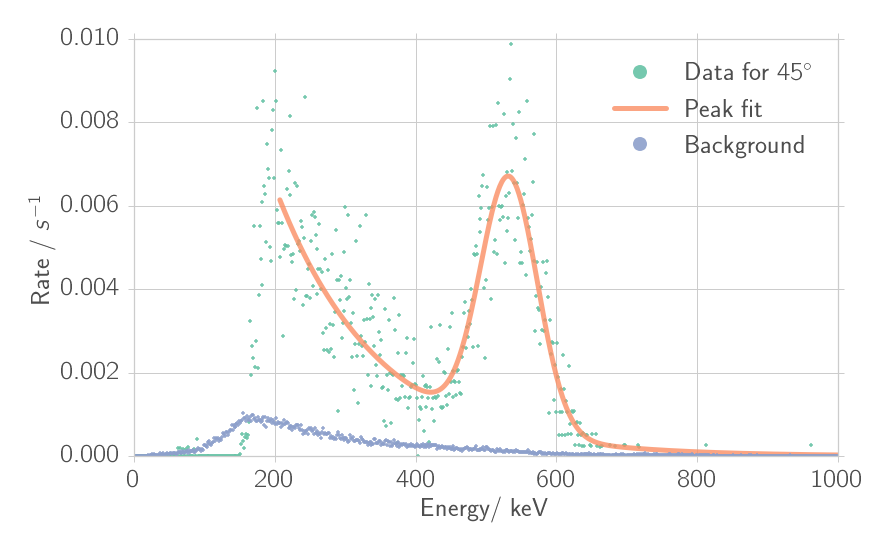 0.010
0.008
0.006
0.004
0.002
0.000
Rate / s⁻¹
Data for 45°
Peak fit
Background
0 200 400 600 800 1000
Energy/ keV